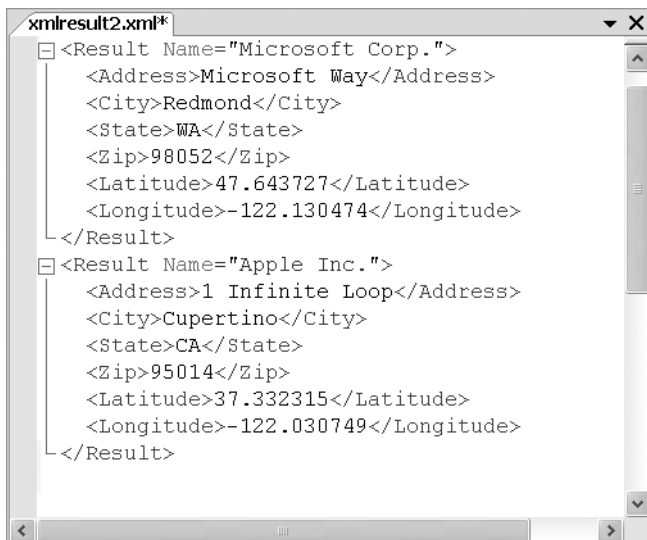 xmlresult2.xml*
<Result Name="Microsoft Corp.">
<Address>Microsoft Way</Address>
<City>Redmond</City>
<State>WA</State>
<Zip>98052</Zip>
<Latitude>47.643727</Latitude>
<Longitude>-122.130474</Longitude>
</Result>
<Result Name="Apple Inc.">
<Address>1 Infinite Loop</Address>
<City>Cupertino</City>
<State>CA</State>
<Zip>95014</Zip>
<Latitude>37.332315</Latitude>
<Longitude>-122.030749</Longitude>
</Result>